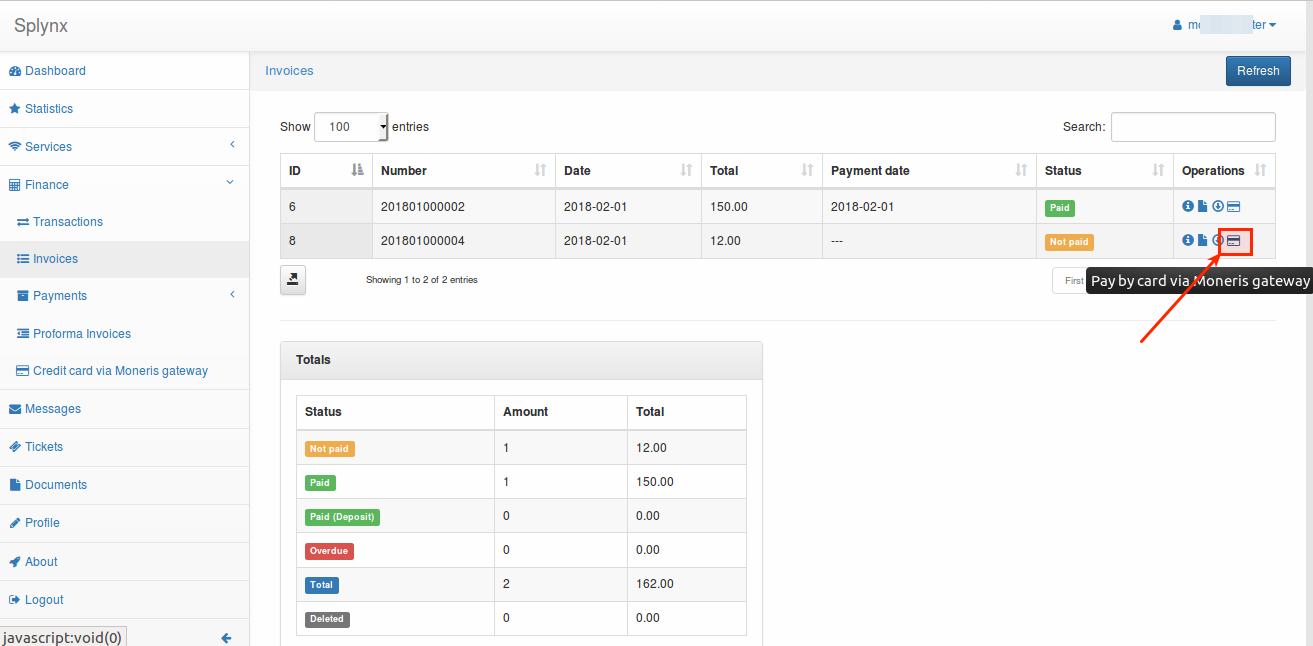 Splynx
Dashboard
Statistics
Services
Finance
Transactions
Invoices
Payments
Proforma Invoices
Credit card via Moneris gateway
Messages
Tickets
Documents
Profile
About
Logout
javascript:void(0)
Invoices
Refresh
Show 100 entries
Search:
ID Number Date Total Payment date Status Operations
6 201801000002 2018-02-01 150.00 2018-02-01 Paid
8 201801000004 2018-02-01 12.00 --- Not paid
Showing 1 to 2 of 2 entries
First
Pay by card via Moneris gateway
Totals
Status Amount Total
Not paid 1 12.00
Paid 1 150.00
Paid (Deposit) 0 0.00
Overdue 0 0.00
Total 2 162.00
Deleted 0 0.00